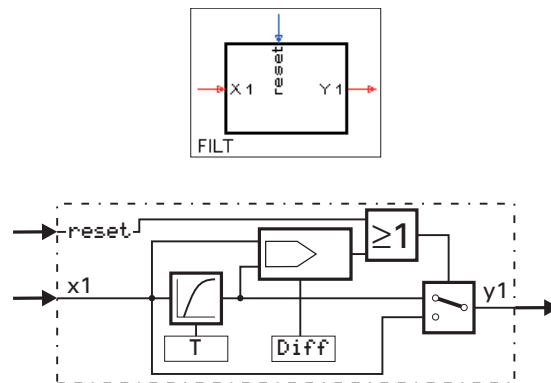 reset
X1 Y1
FILT
reset
≥1
x1
y1
T
Diff